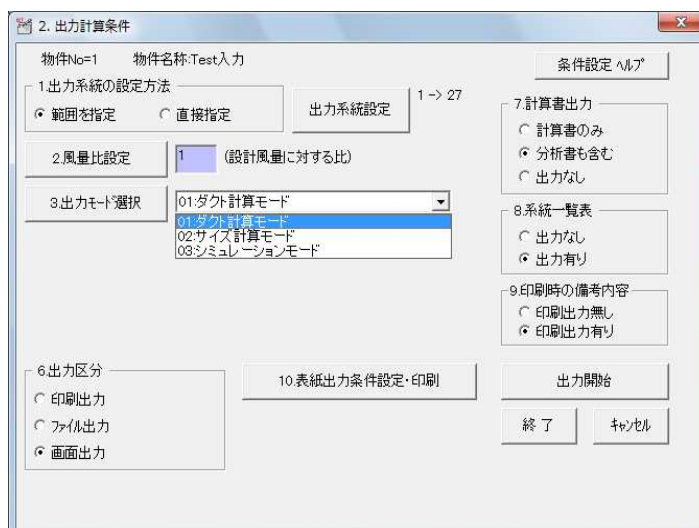 2. 出力計算条件
物件No=1 物件名称:Test入力
条件設定 ヘルプ
1.出力系統の設定方法
範囲を指定 直接指定
出力系統設定
1 -> 27
2.風量比設定
1
(設計風量に対する比)
3.出力モード選択
01:ダクト計算モード
01:ダクト計算モード
02:サイズ計算モード
03:シミュレーションモード
7.計算書出力
計算書のみ
分析書も含む
出力なし
8.系統一覧表
出力なし
出力有り
9.印刷時の備考内容
印刷出力無し
印刷出力有り
6.出力区分
印刷出力
ファイル出力
画面出力
10.表紙出力条件設定・印刷
出力開始
終 了
キャンセル